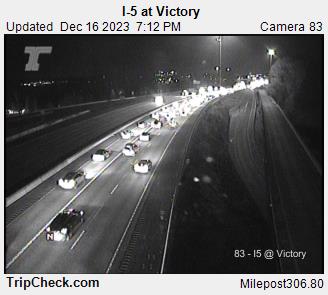 I-5 at Victory
Updated Dec 16 2023 7:12 PM Camera 83
T
N
83 - I5 @ Victory
TripCheck.com Milepost306.80